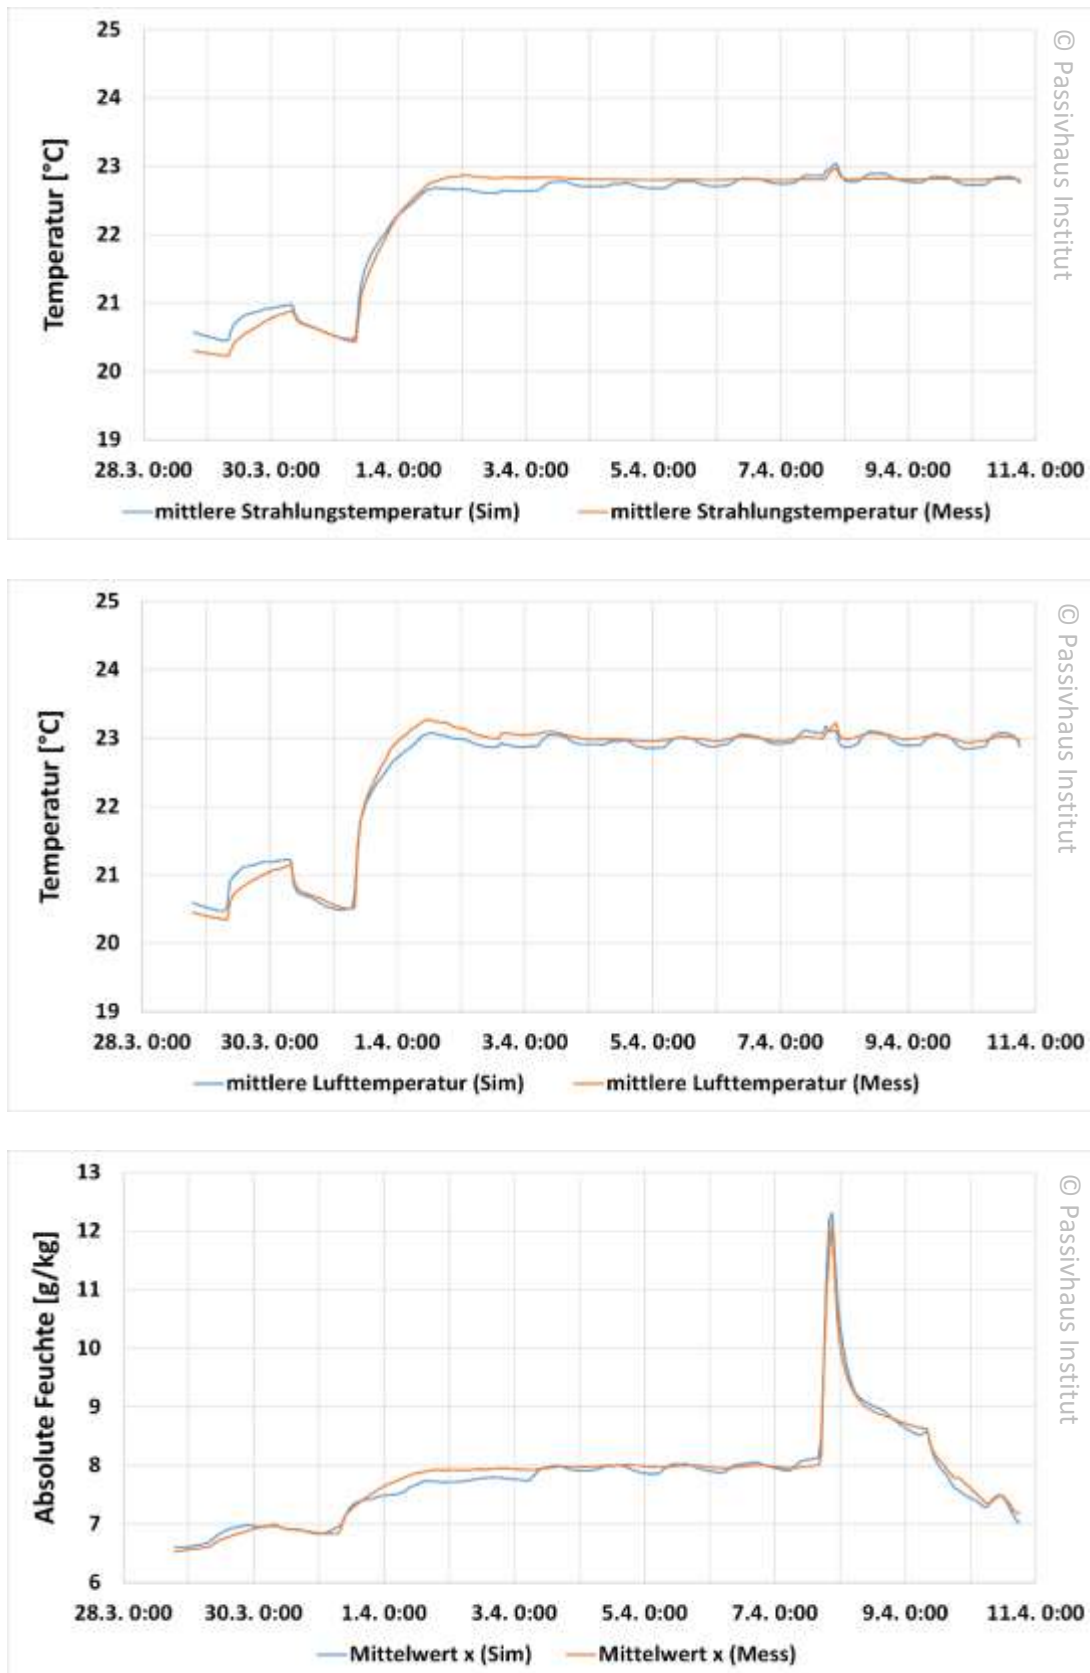 25
24
23
22
21
20
19
Temperatur [°C]
28.3. 0:00 30.3. 0:00 1.4. 0:00 3.4. 0:00 5.4. 0:00 7.4. 0:00 9.4. 0:00 11.4. 0:00
mittlere Strahlungstemperatur (Sim) mittlere Strahlungstemperatur (Mess)
© Passivhaus Institut
25
24
23
22
21
20
19
Temperatur [°C]
28.3. 0:00 30.3. 0:00 1.4. 0:00 3.4. 0:00 5.4. 0:00 7.4. 0:00 9.4. 0:00 11.4. 0:00
mittlere Lufttemperatur (Sim) mittlere Lufttemperatur (Mess)
© Passivhaus Institut
13
12
11
10
9
8
7
6
Absolute Feuchte [g/kg]
28.3. 0:00 30.3. 0:00 1.4. 0:00 3.4. 0:00 5.4. 0:00 7.4. 0:00 9.4. 0:00 11.4. 0:00
Mittelwert x (Sim) Mittelwert x (Mess)
© Passivhaus Institut